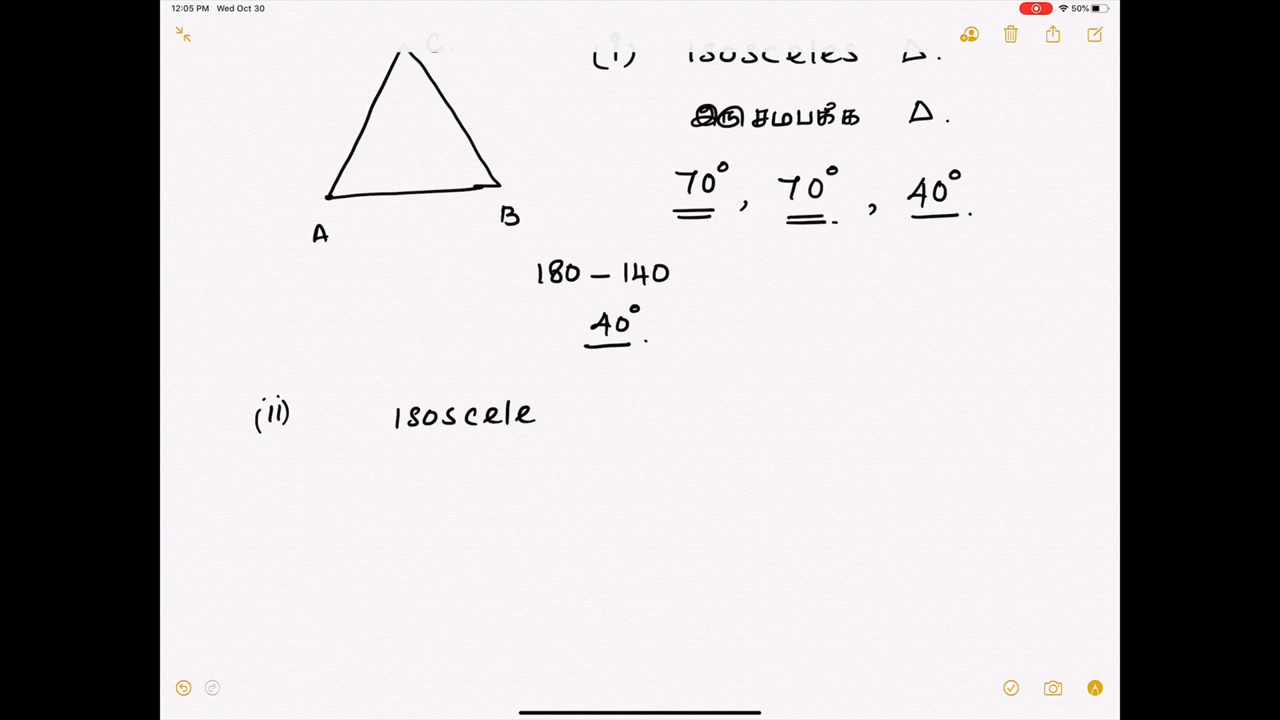 12:05 PM Wed Oct 30
50%
C.
(i) isosceles Δ.
இருசமபக்க Δ.
70°, 70°, 40°.
A
B
180 – 140
40°.
(ii) isoscele